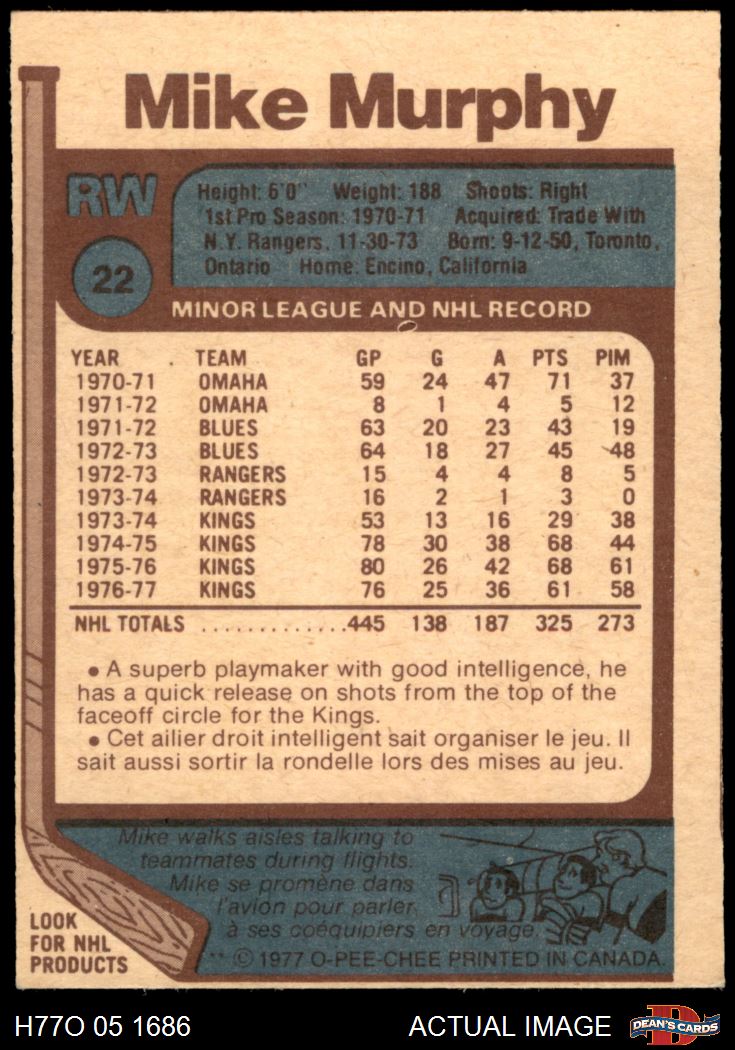 Mike Murphy
RW
22
Height: 6'0" Weight: 188 Shoots: Right
1st Pro Season: 1970-71 Acquired: Trade With
N.Y. Rangers, 11-30-73 Born: 9-12-50, Toronto,
Ontario Home: Encino, California
MINOR LEAGUE AND NHL RECORD
YEAR TEAM GP G A PTS PIM
1970-71 OMAHA 59 24 47 71 37
1971-72 OMAHA 8 1 4 5 12
1971-72 BLUES 63 20 23 43 19
1972-73 BLUES 64 18 27 45 48
1972-73 RANGERS 15 4 4 8 5
1973-74 RANGERS 16 2 1 3 0
1973-74 KINGS 53 13 16 29 38
1974-75 KINGS 78 30 38 68 44
1975-76 KINGS 80 26 42 68 61
1976-77 KINGS 76 25 36 61 58
NHL TOTALS .............445 138 187 325 273
• A superb playmaker with good intelligence, he
has a quick release on shots from the top of the
faceoff circle for the Kings.
• Cet ailier droit intelligent sait organiser le jeu. Il
sait aussi sortir la rondelle lors des mises au jeu.
Mike walks aisles talking to
teammates during flights.
Mike se promène dans
l'avion pour parler
à ses coéquipiers en voyage.
LOOK
FOR NHL
PRODUCTS
** © 1977 O-PEE-CHEE PRINTED IN CANADA.
H77O 05 1686
ACTUAL IMAGE
DEAN'S CARDS